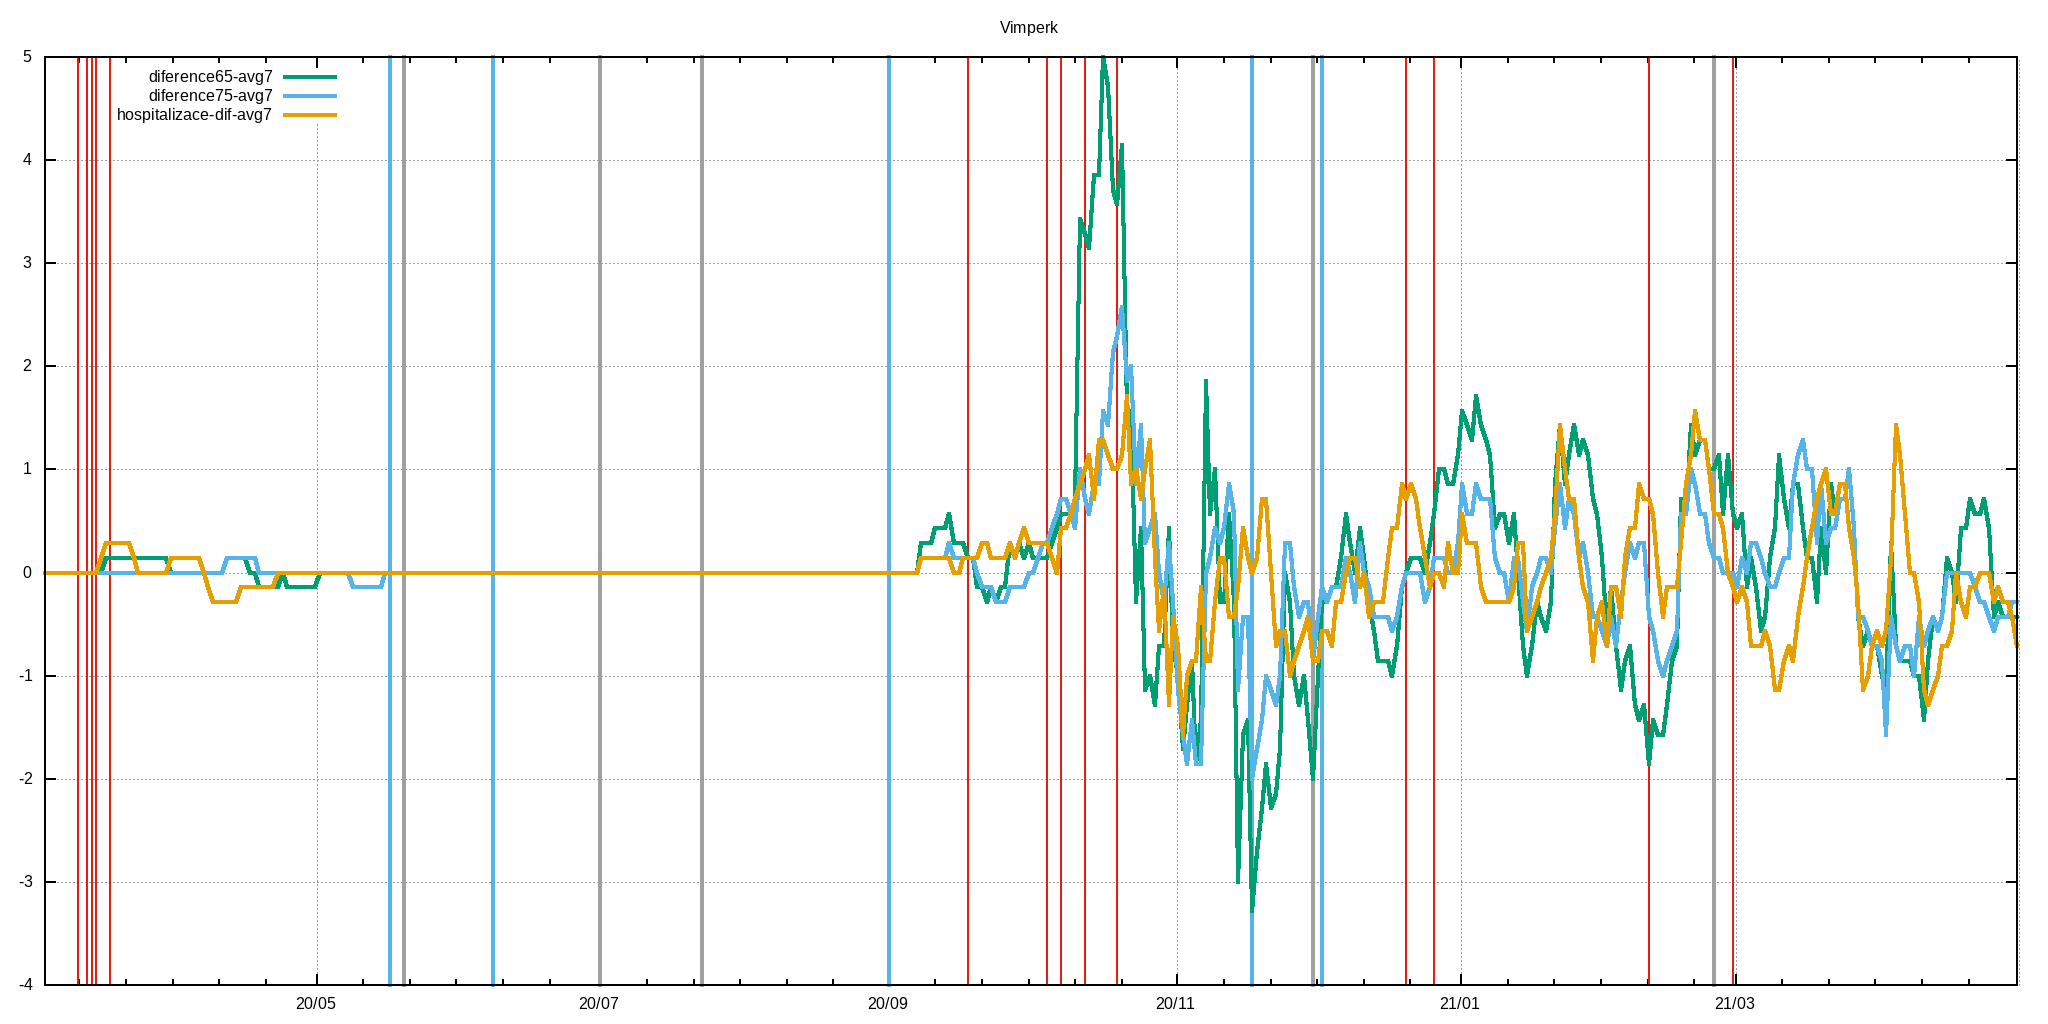 Vimperk
diference65-avg7
diference75-avg7
hospitalizace-dif-avg7
5
4
3
2
1
0
-1
-2
-3
-4
20/05 20/07 20/09 20/11 21/01 21/03